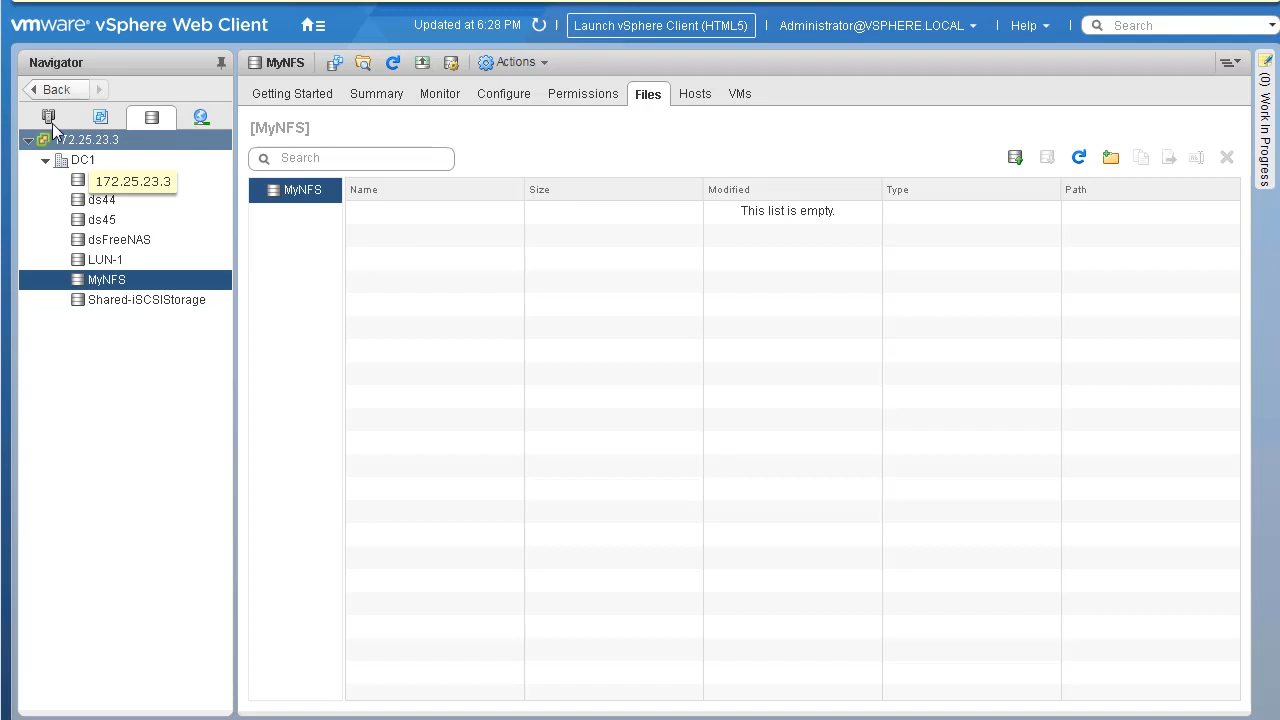 vmware® vSphere Web Client
Updated at 6:28 PM
Launch vSphere Client (HTML5)
Administrator@VSPHERE.LOCAL
Help
Search
Navigator
Back
172.25.23.3
DC1
172.25.23.3
ds44
ds45
dsFreeNAS
LUN-1
MyNFS
Shared-iSCSIStorage
MyNFS
Actions
Getting Started
Summary
Monitor
Configure
Permissions
Files
Hosts
VMs
[MyNFS]
Search
MyNFS
Name
Size
Modified
Type
Path
This list is empty.
(0) Work In Progress